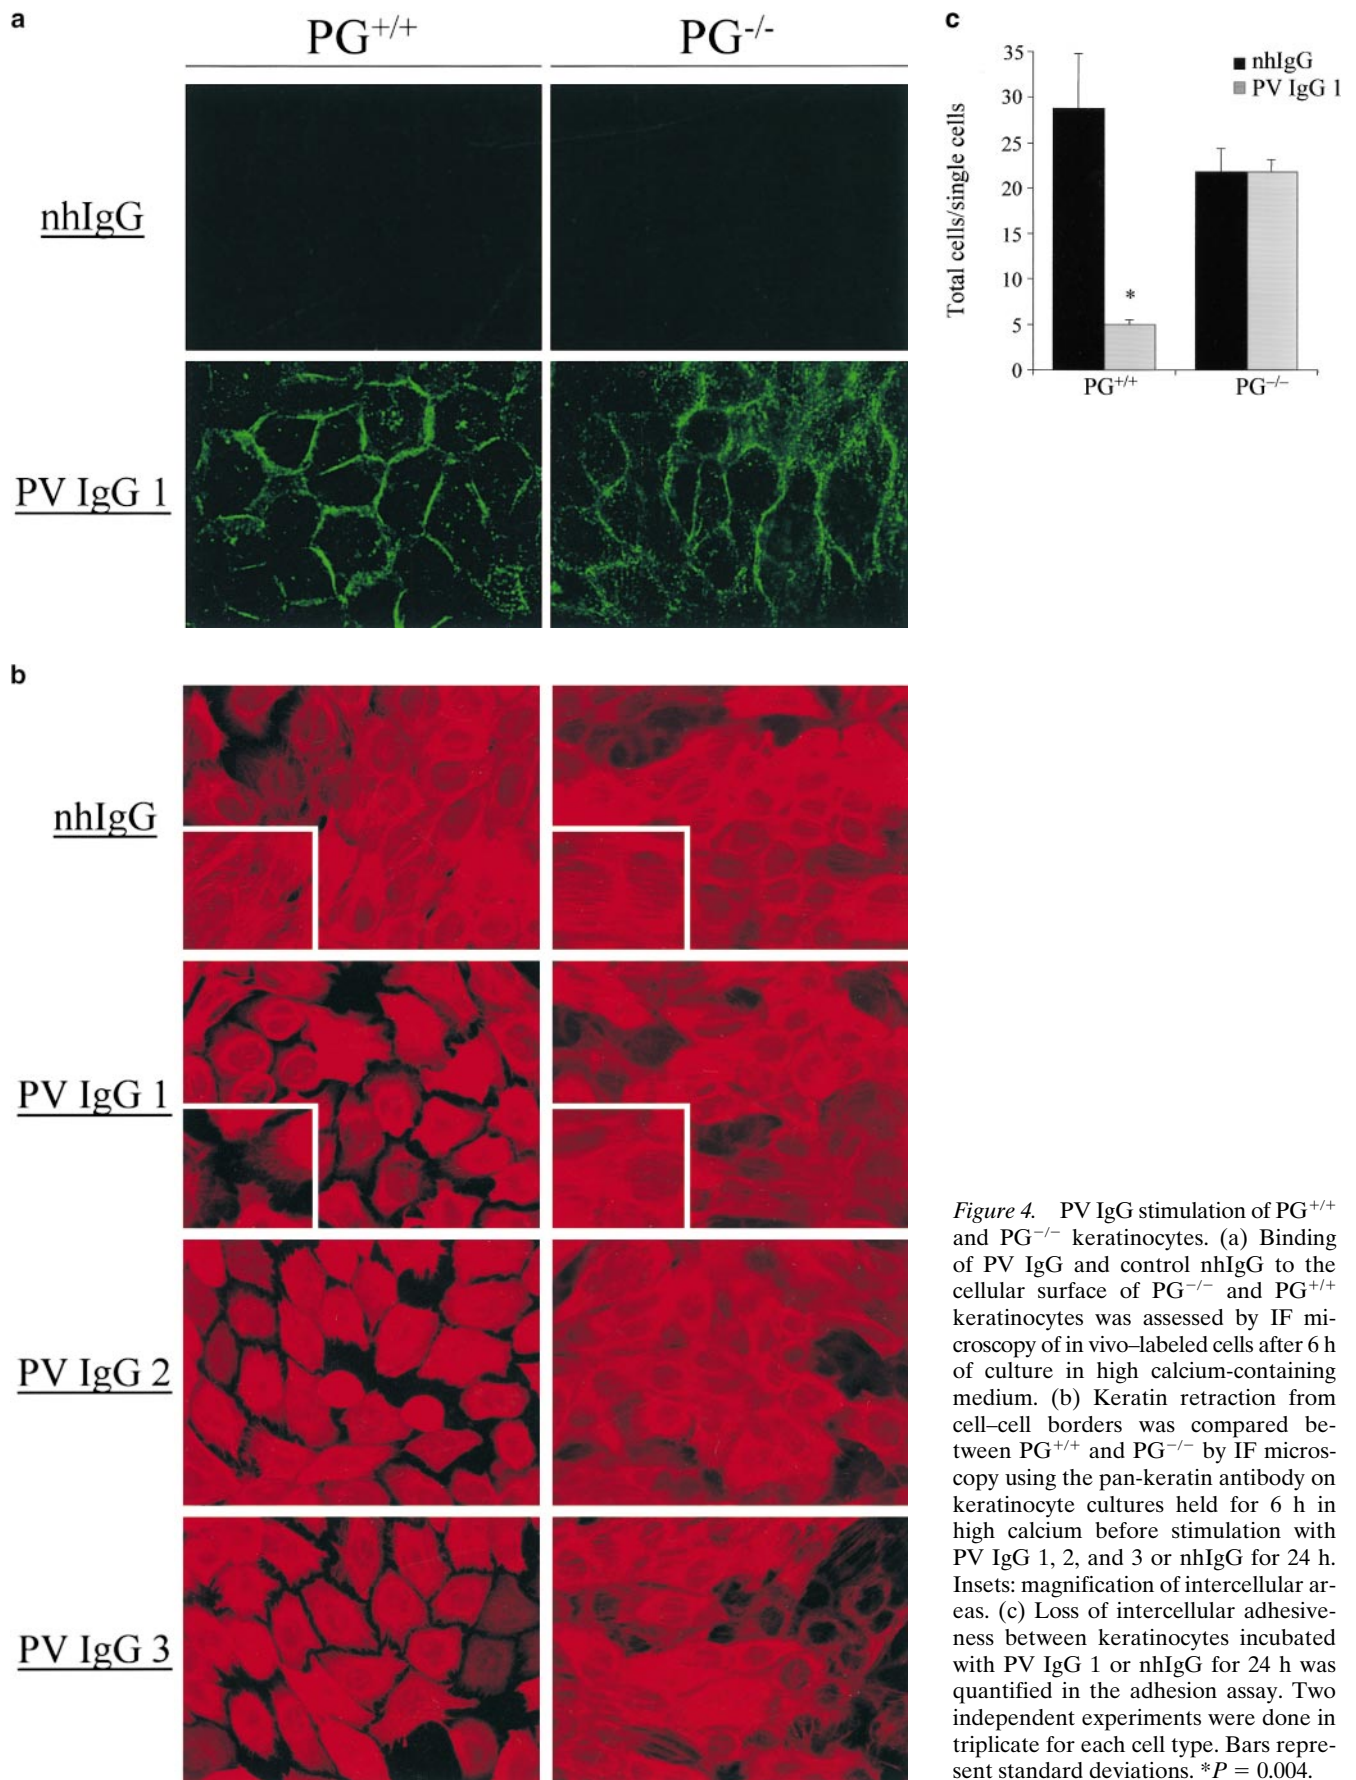 a
PG+/+
PG-/-
nhIgG
PV IgG 1
c
Total cells/single cells
35
30
25
20
15
10
5
0
nhIgG
PV IgG 1
*
PG+/+
PG−/−
b
nhIgG
PV IgG 1
PV IgG 2
PV IgG 3
Figure 4. PV IgG stimulation of PG+/+
and PG−/− keratinocytes. (a) Binding
of PV IgG and control nhIgG to the
cellular surface of PG−/− and PG+/+
keratinocytes was assessed by IF mi-
croscopy of in vivo–labeled cells after 6 h
of culture in high calcium-containing
medium. (b) Keratin retraction from
cell–cell borders was compared be-
tween PG+/+ and PG−/− by IF micros-
copy using the pan-keratin antibody on
keratinocyte cultures held for 6 h in
high calcium before stimulation with
PV IgG 1, 2, and 3 or nhIgG for 24 h.
Insets: magnification of intercellular ar-
eas. (c) Loss of intercellular adhesive-
ness between keratinocytes incubated
with PV IgG 1 or nhIgG for 24 h was
quantified in the adhesion assay. Two
independent experiments were done in
triplicate for each cell type. Bars repre-
sent standard deviations. *P = 0.004.